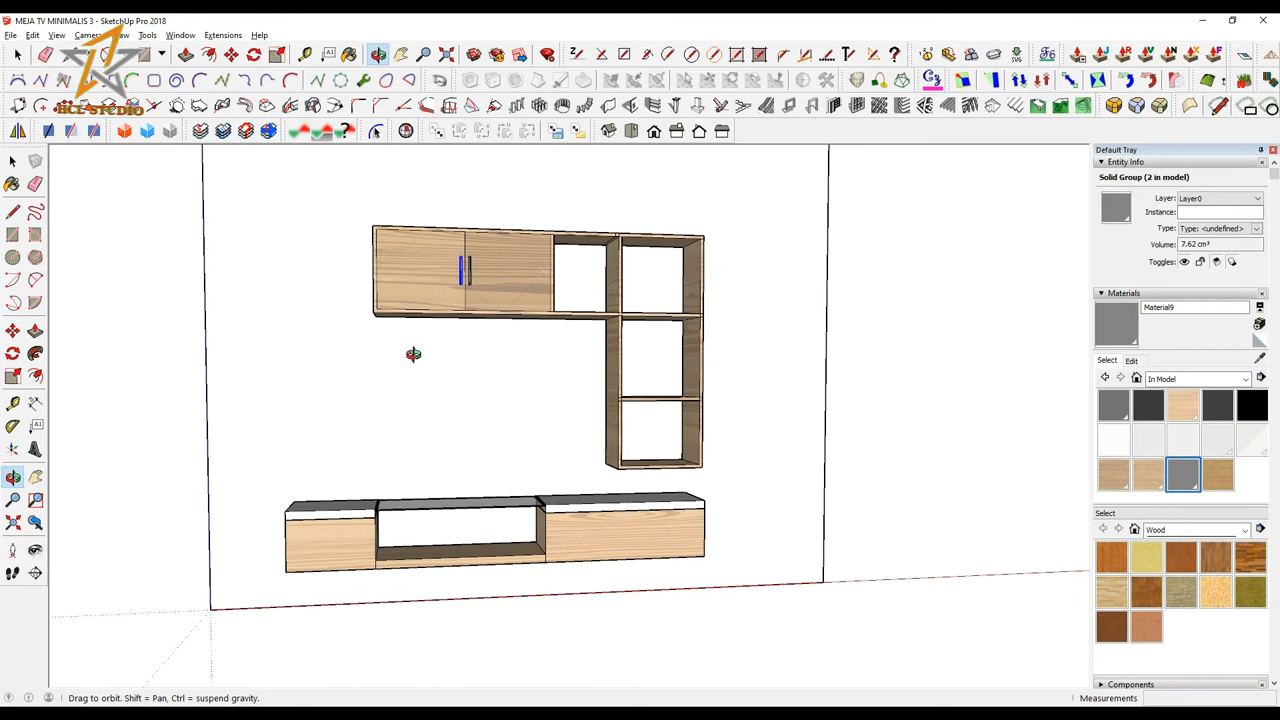 MEJA TV MINIMALIS 3 - SketchUp Pro 2018
File Edit View Camera Draw Tools Window Extensions Help
HCL STUDIO
Default Tray
Entity Info
Solid Group (2 in model)
Layer: Layer0
Instance:
Type: Type: <undefined>
Volume: 7.62 cm³
Toggles:
Materials
Material9
Select Edit
In Model
Select
Wood
Components
Drag to orbit. Shift = Pan, Ctrl = suspend gravity.
Measurements